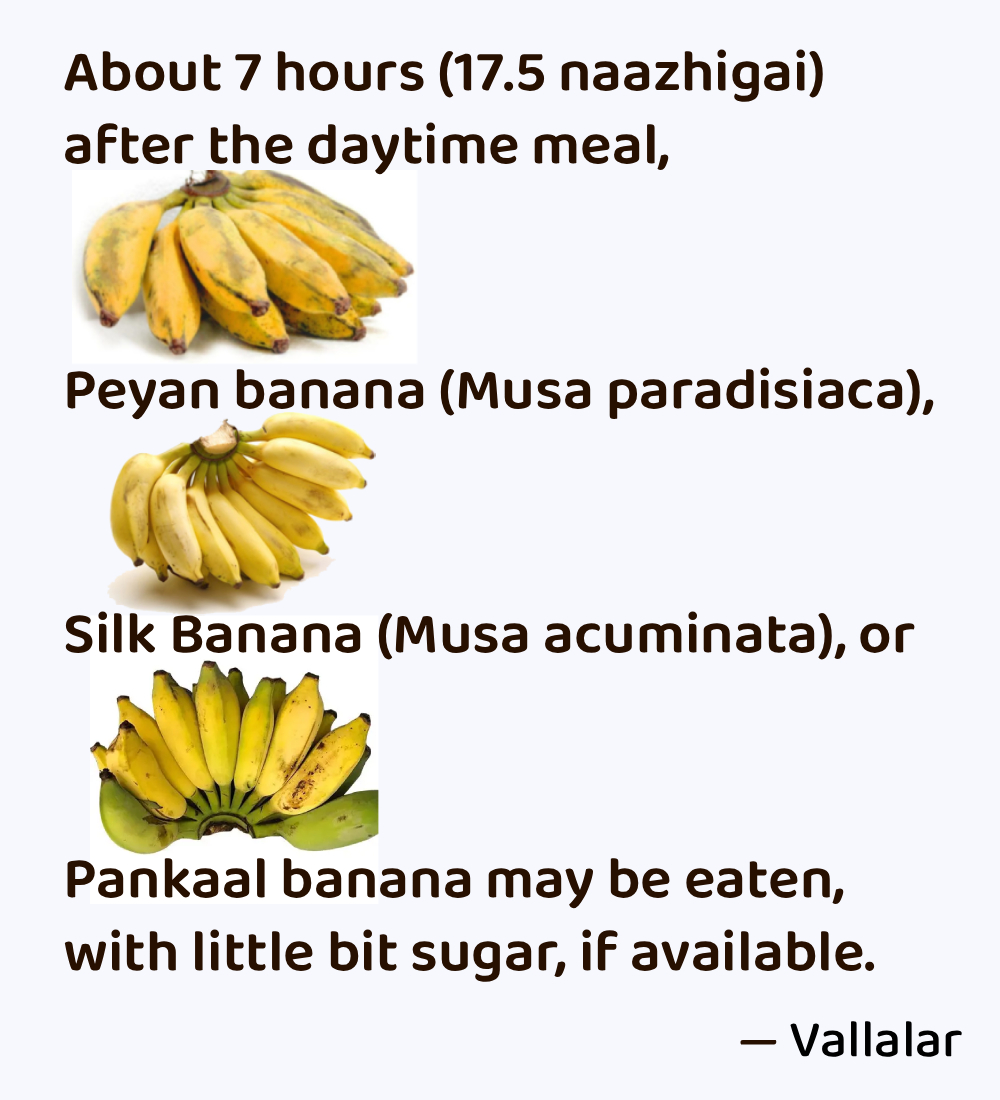 About 7 hours (17.5 naazhigai)
after the daytime meal,
Peyan banana (Musa paradisiaca),
Silk Banana (Musa acuminata), or
Pankaal banana may be eaten,
with little bit sugar, if available.
— Vallalar